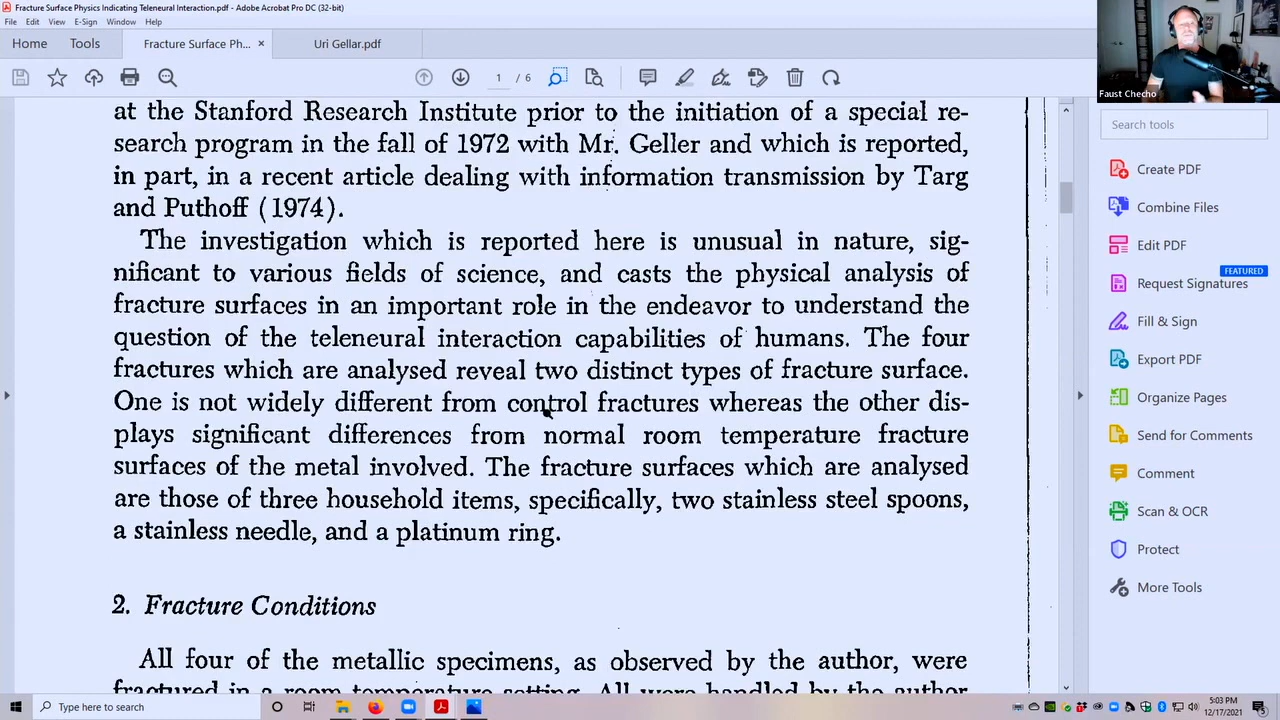 Fracture Surface Physics Indicating Teleneural Interaction.pdf - Adobe Acrobat Pro DC (32-bit)
File Edit View E-Sign Window Help
Home Tools Fracture Surface Ph... × Uri Gellar.pdf
1 / 6
Faust Checho
Search tools
at the Stanford Research Institute prior to the initiation of a special re-
search program in the fall of 1972 with Mr. Geller and which is reported,
in part, in a recent article dealing with information transmission by Targ
and Puthoff (1974).
The investigation which is reported here is unusual in nature, sig-
nificant to various fields of science, and casts the physical analysis of
fracture surfaces in an important role in the endeavor to understand the
question of the teleneural interaction capabilities of humans. The four
fractures which are analysed reveal two distinct types of fracture surface.
One is not widely different from control fractures whereas the other dis-
plays significant differences from normal room temperature fracture
surfaces of the metal involved. The fracture surfaces which are analysed
are those of three household items, specifically, two stainless steel spoons,
a stainless needle, and a platinum ring.
2. Fracture Conditions
All four of the metallic specimens, as observed by the author, were
fractured in a room temperature setting. All were handled by the author
Create PDF
Combine Files
Edit PDF
FEATURED
Request Signatures
Fill & Sign
Export PDF
Organize Pages
Send for Comments
Comment
Scan & OCR
Protect
More Tools
Type here to search
5:03 PM
12/17/2021